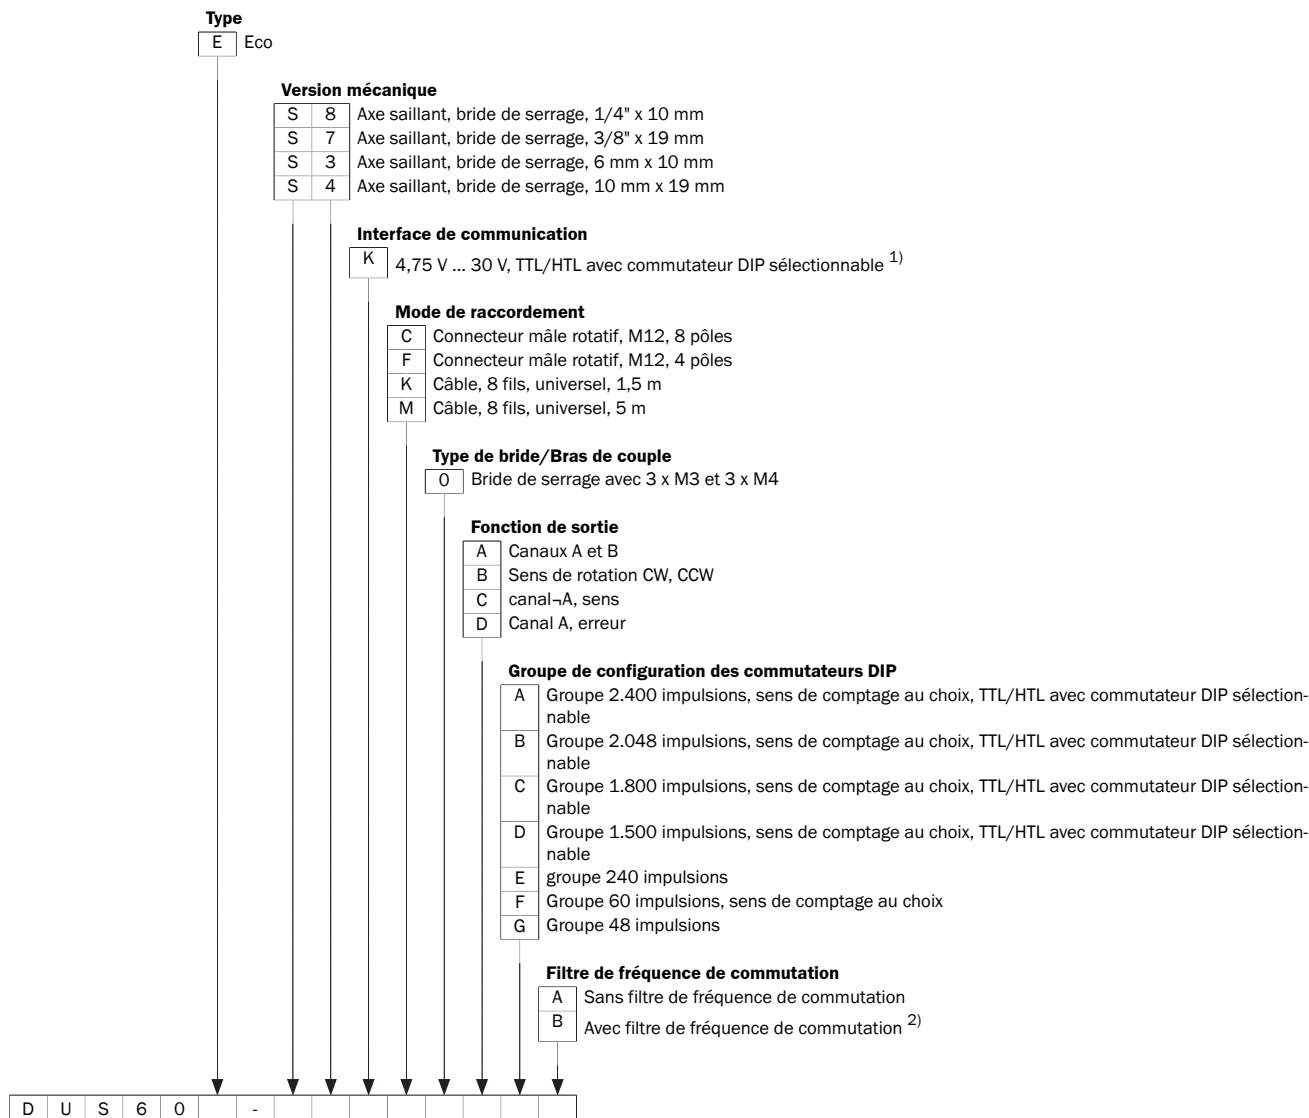 Type
E Eco
Version mécanique
S 8 Axe saillant, bride de serrage, 1/4" x 10 mm
S 7 Axe saillant, bride de serrage, 3/8" x 19 mm
S 3 Axe saillant, bride de serrage, 6 mm x 10 mm
S 4 Axe saillant, bride de serrage, 10 mm x 19 mm
Interface de communication
K 4,75 V ... 30 V, TTL/HTL avec commutateur DIP sélectionnable 1)
Mode de raccordement
C Connecteur mâle rotatif, M12, 8 pôles
F Connecteur mâle rotatif, M12, 4 pôles
K Câble, 8 fils, universel, 1,5 m
M Câble, 8 fils, universel, 5 m
Type de bride/Bras de couple
0 Bride de serrage avec 3 x M3 et 3 x M4
Fonction de sortie
A Canaux A et B
B Sens de rotation CW, CCW
C canal¬A, sens
D Canal A, erreur
Groupe de configuration des commutateurs DIP
A Groupe 2.400 impulsions, sens de comptage au choix, TTL/HTL avec commutateur DIP sélection-
nable
B Groupe 2.048 impulsions, sens de comptage au choix, TTL/HTL avec commutateur DIP sélection-
nable
C Groupe 1.800 impulsions, sens de comptage au choix, TTL/HTL avec commutateur DIP sélection-
nable
D Groupe 1.500 impulsions, sens de comptage au choix, TTL/HTL avec commutateur DIP sélection-
nable
E groupe 240 impulsions
F Groupe 60 impulsions, sens de comptage au choix
G Groupe 48 impulsions
Filtre de fréquence de commutation
A Sans filtre de fréquence de commutation
B Avec filtre de fréquence de commutation 2)
D U S 6 0 -